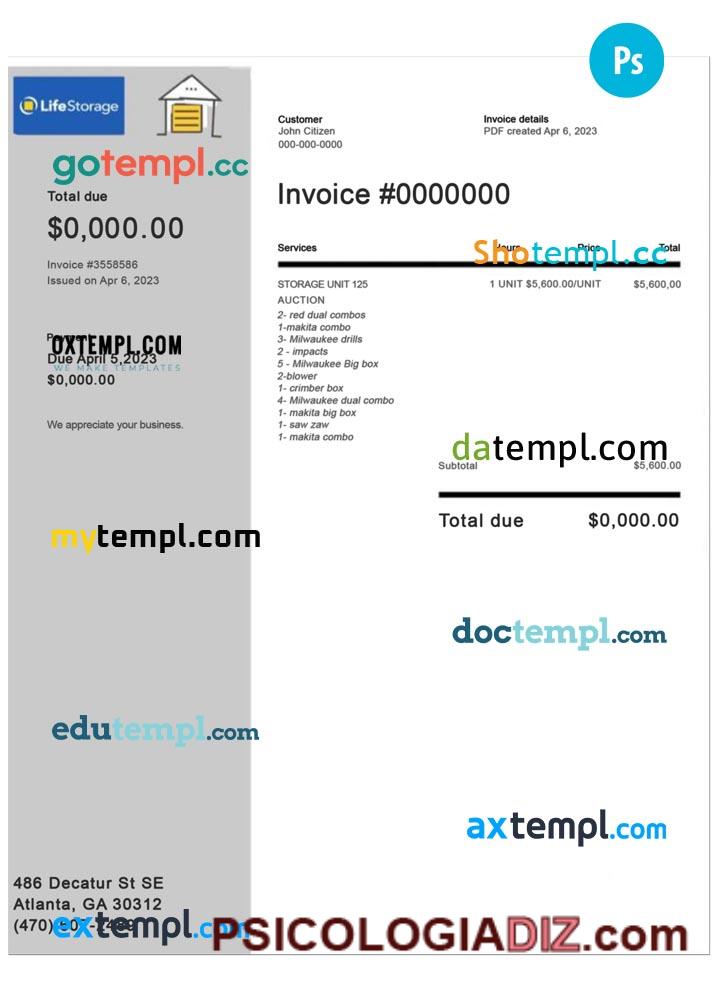 Ps
LifeStorage
Customer
John Citizen
000-000-0000
Invoice details
PDF created Apr 6, 2023
gotempl.cc
Total due
$0,000.00
Invoice #3558586
Issued on Apr 6, 2023
Invoice #0000000
Services Hours Price Total
Shotempl.cc
STORAGE UNIT 125 1 UNIT $5,600.00/UNIT $5,600,00
AUCTION
2- red dual combos
1-makita combo
3- Milwaukee drills
2 - impacts
5 - Milwaukee Big box
2-blower
1- crimber box
4- Milwaukee dual combo
1- makita big box
1- saw zaw
1- makita combo
OXTEMPL.COM
WE MAKE TEMPLATES
Due April 5,2023
$0,000.00
We appreciate your business.
datempl.com
Subtotal $5,600.00
Total due $0,000.00
mytempl.com
doctempl.com
edutempl.com
axtempl.com
486 Decatur St SE
Atlanta, GA 30312
(470)
extempl.com
PSICOLOGIADIZ.com